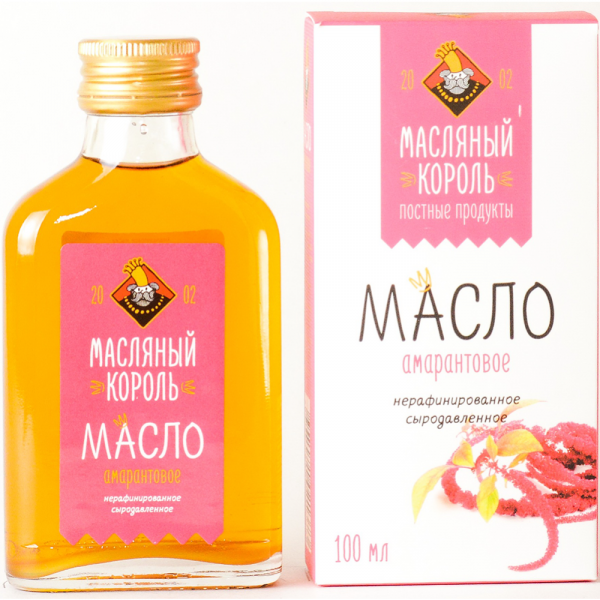 20 02
МАСЛЯНЫЙ
КОРОЛЬ
МАСЛО
амарантовое
нерафинированное
сыродавленное
20 02
МАСЛЯНЫЙ
КОРОЛЬ
постные продукты
МАСЛО
амарантовое
нерафинированное
сыродавленное
100 мл